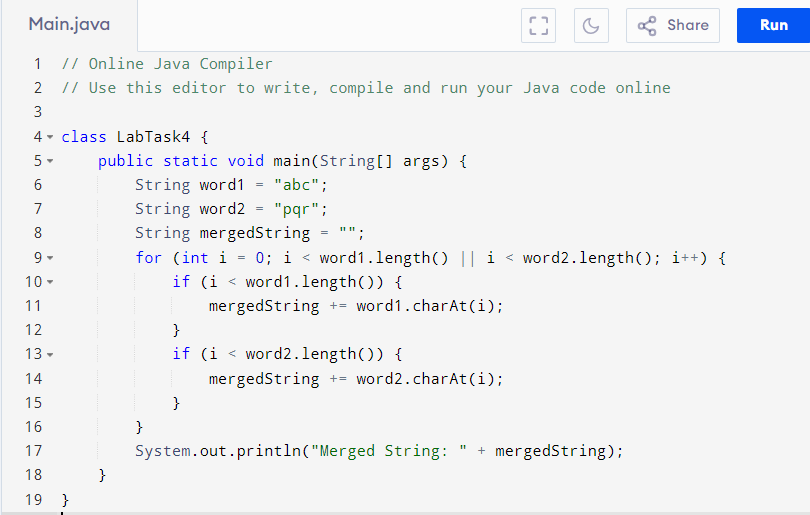 Main.java
Share
Run
1 // Online Java Compiler
2 // Use this editor to write, compile and run your Java code online
3
4 class LabTask4 {
5     public static void main(String[] args) {
6         String word1 = "abc";
7         String word2 = "pqr";
8         String mergedString = "";
9         for (int i = 0; i < word1.length() || i < word2.length(); i++) {
10             if (i < word1.length()) {
11                 mergedString += word1.charAt(i);
12             }
13             if (i < word2.length()) {
14                 mergedString += word2.charAt(i);
15             }
16         }
17         System.out.println("Merged String: " + mergedString);
18     }
19 }